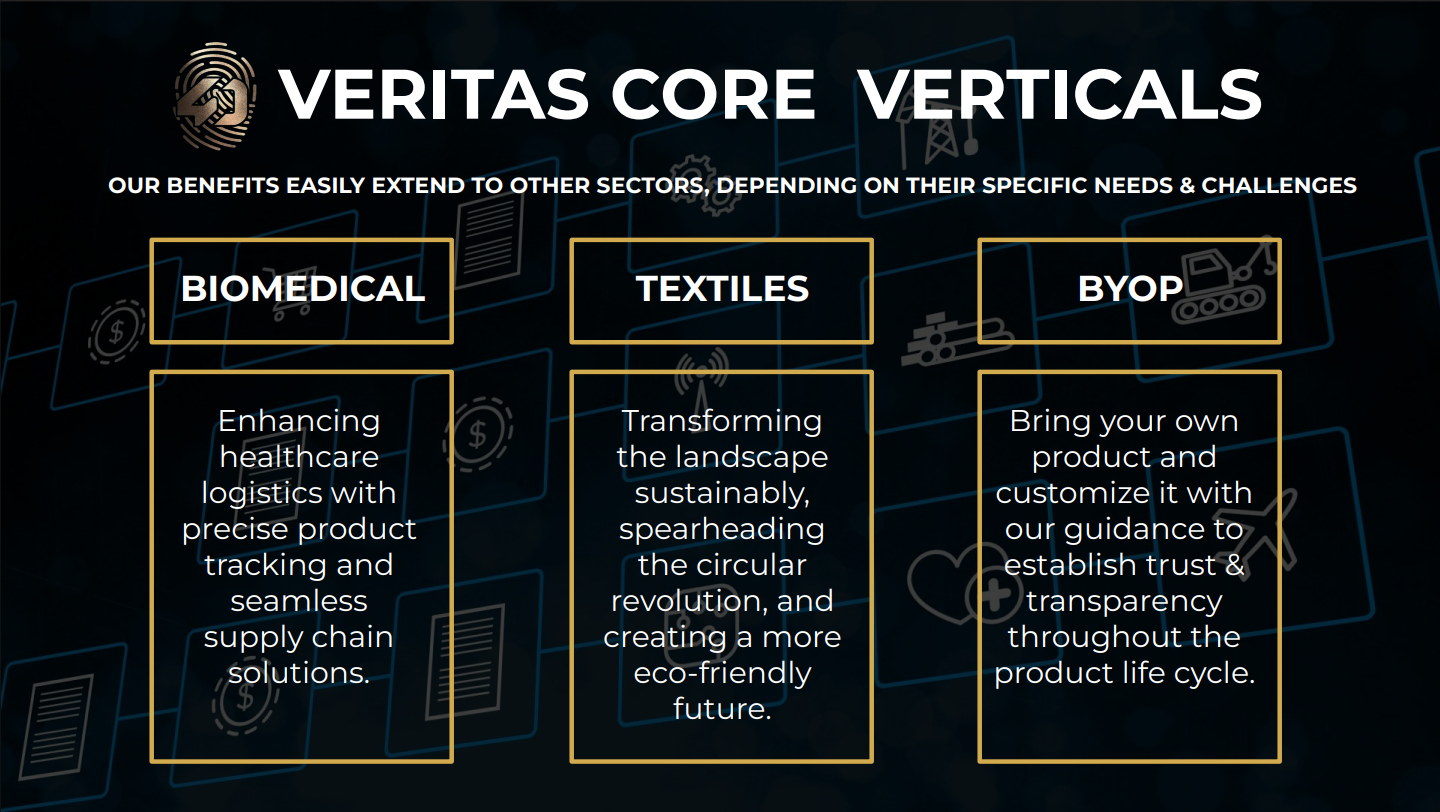 VERITAS CORE  VERTICALS
OUR BENEFITS EASILY EXTEND TO OTHER SECTORS, DEPENDING ON THEIR SPECIFIC NEEDS & CHALLENGES
BIOMEDICAL
Enhancing
healthcare
logistics with
precise product
tracking and
seamless
supply chain
solutions.
TEXTILES
Transforming
the landscape
sustainably,
spearheading
the circular
revolution, and
creating a more
eco-friendly
future.
BYOP
Bring your own
product and
customize it with
our guidance to
establish trust &
transparency
throughout the
product life cycle.